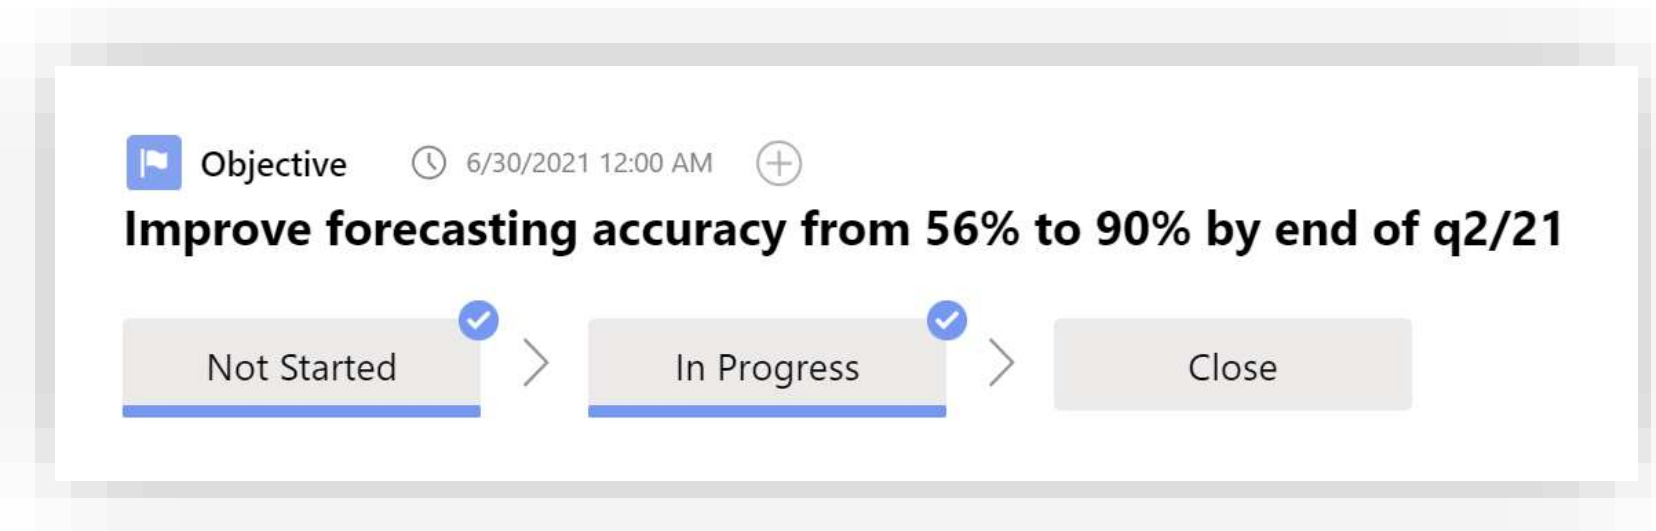 Objective 6/30/2021 12:00 AM
Improve forecasting accuracy from 56% to 90% by end of q2/21
Not Started In Progress Close